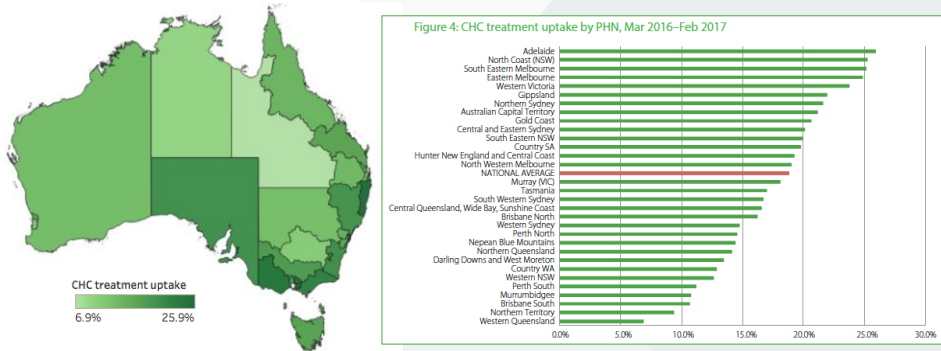 CHC treatment uptake
6.9% 25.9%
Figure 4: CHC treatment uptake by PHN, Mar 2016–Feb 2017
Adelaide
North Coast (NSW)
South Eastern Melbourne
Eastern Melbourne
Western Victoria
Gippsland
Northern Sydney
Australian Capital Territory
Gold Coast
Central and Eastern Sydney
South Eastern NSW
Country SA
Hunter New England and Central Coast
North Western Melbourne
NATIONAL AVERAGE
Murray (VIC)
Tasmania
South Western Sydney
Central Queensland, Wide Bay, Sunshine Coast
Brisbane North
Western Sydney
Perth North
Nepean Blue Mountains
Northern Queensland
Darling Downs and West Moreton
Country WA
Western NSW
Perth South
Murrumbidgee
Brisbane South
Northern Territory
Western Queensland
0.0% 5.0% 10.0% 15.0% 20.0% 25.0% 30.0%